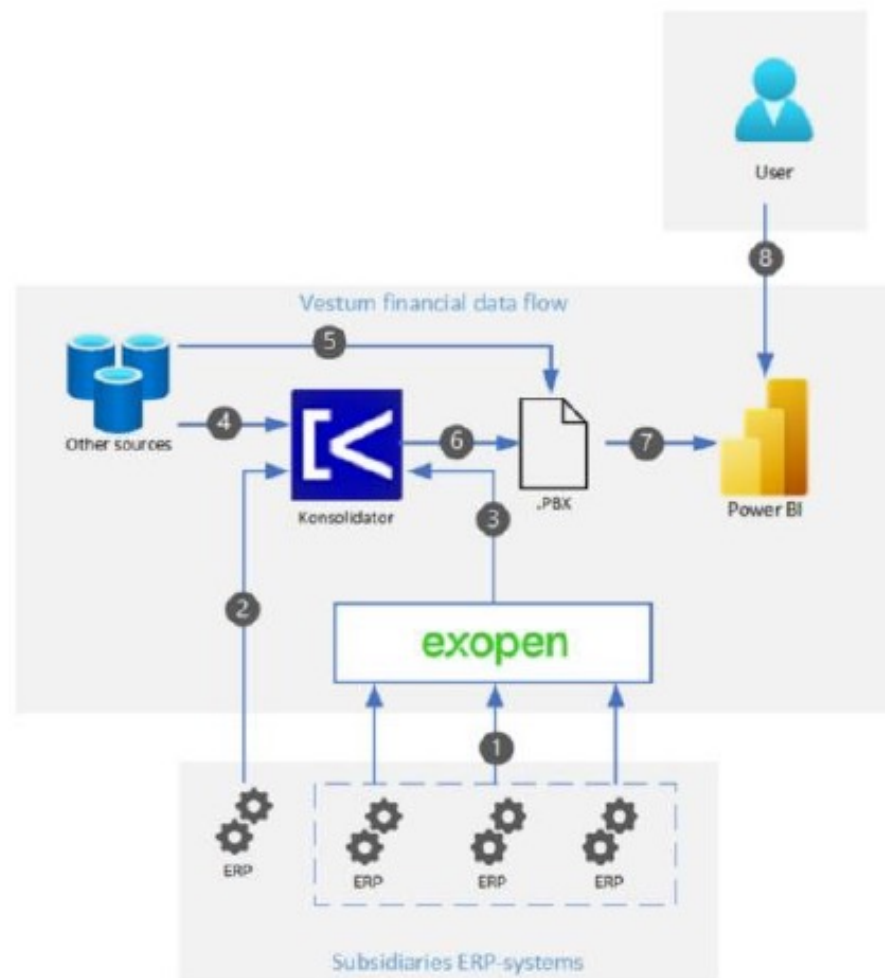 User
8
Vestum financial data flow
5
4
Other sources
Konsolidator
6
.PBX
7
Power BI
3
2
exopen
1
ERP
ERP
ERP
ERP
Subsidiaries ERP-systems